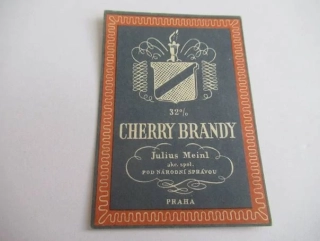 32%
CHERRY BRANDY
Julius Meinl
akc. spol.
POD NÁRODNÍ SPRÁVOU
PRAHA